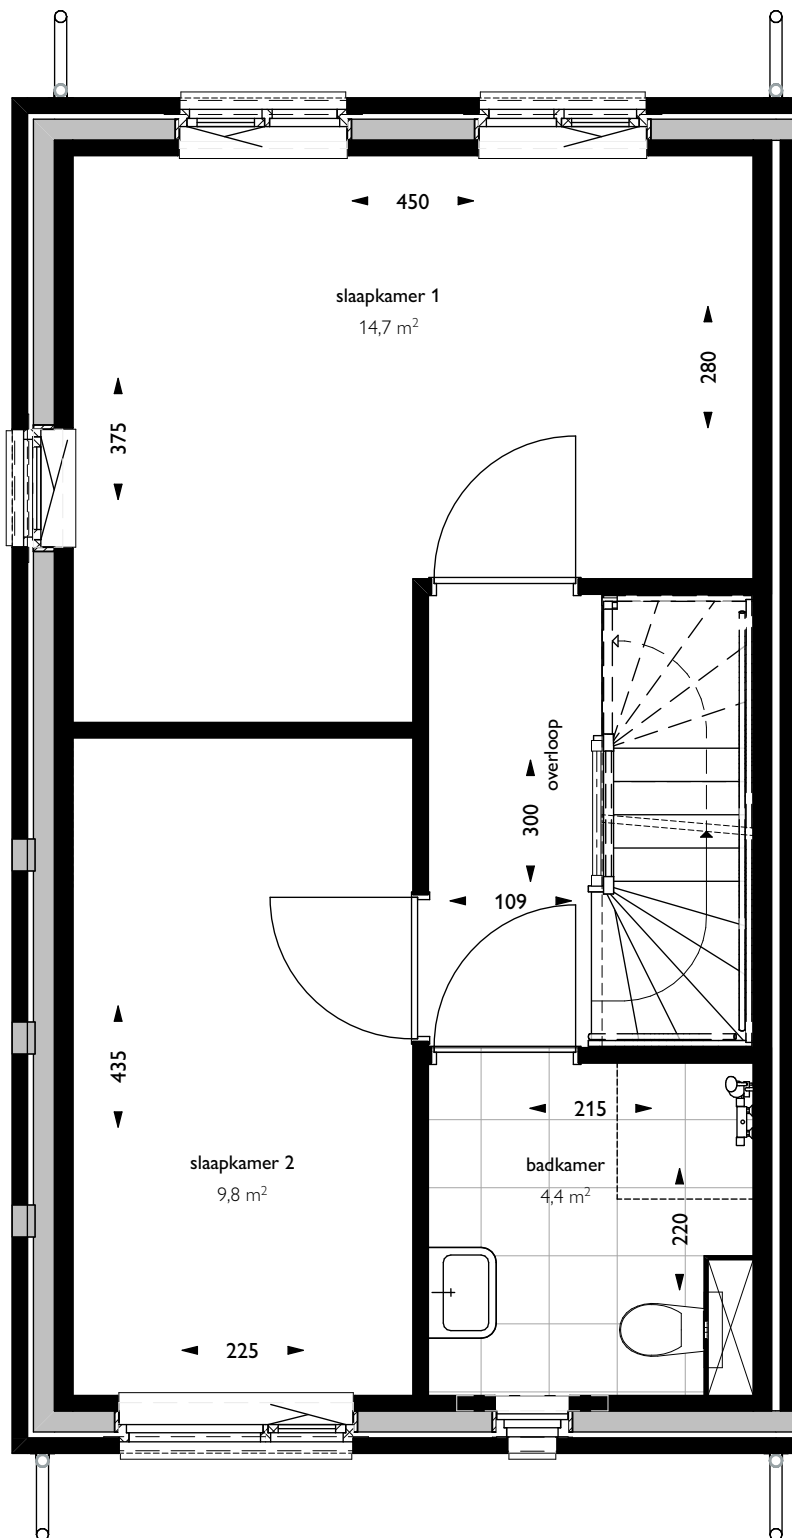 450
slaapkamer 1
14,7 m²
280
375
overloop
300
109
435
215
slaapkamer 2
9,8 m²
badkamer
4,4 m²
220
225